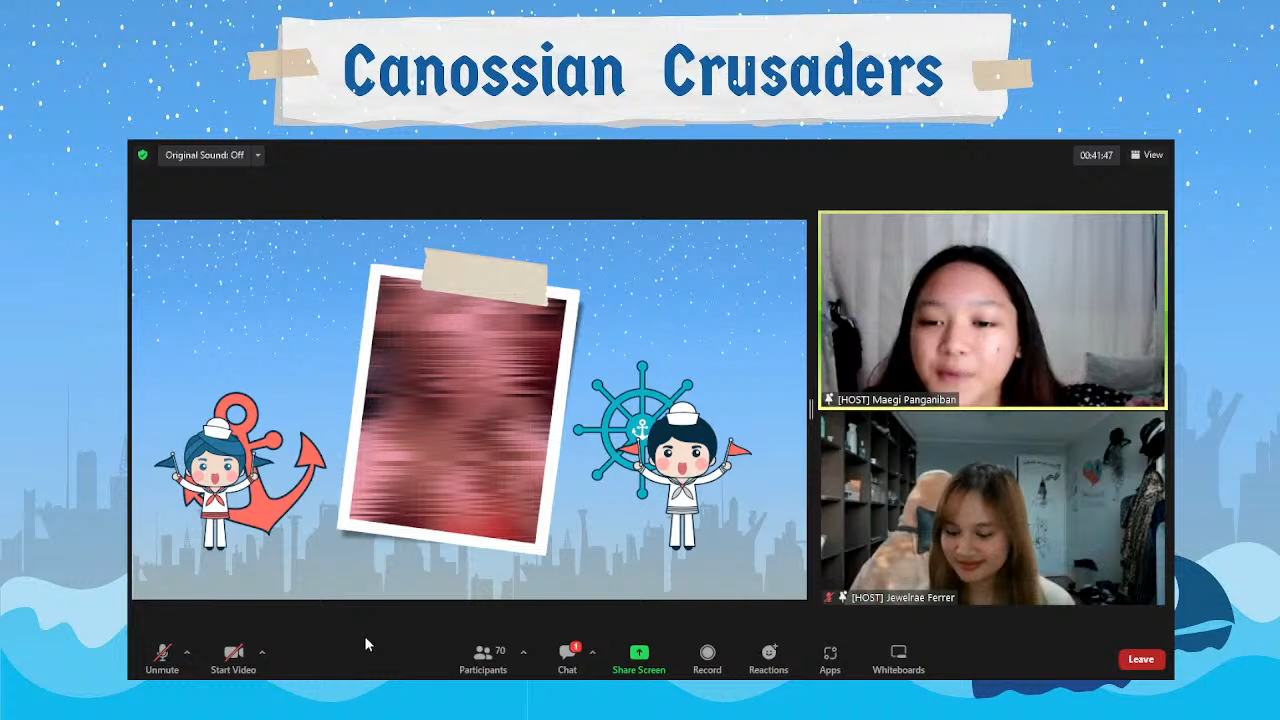 Canossian Crusaders
Original Sound: Off
00:41:47
View
[HOST] Maegi Panganiban
[HOST] Jewelrae Ferrer
Unmute
Start Video
70
Participants
1
Chat
Share Screen
Record
Reactions
Apps
Whiteboards
Leave